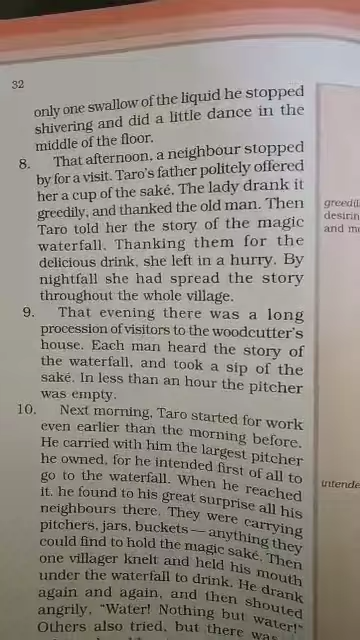 32
only one swallow of the liquid he stopped
shivering and did a little dance in the
middle of the floor.
8. That afternoon, a neighbour stopped
by for a visit. Taro's father politely offered
her a cup of the saké. The lady drank it
greedily, and thanked the old man. Then
Taro told her the story of the magic
waterfall. Thanking them for the
delicious drink, she left in a hurry. By
nightfall she had spread the story
throughout the whole village.
9. That evening there was a long
procession of visitors to the woodcutter's
house. Each man heard the story of
the waterfall, and took a sip of the
saké. In less than an hour the pitcher
was empty.
10. Next morning, Taro started for work
even earlier than the morning before.
He carried with him the largest pitcher
he owned, for he intended first of all to
go to the waterfall. When he reached
it, he found to his great surprise all his
neighbours there. They were carrying
pitchers, jars, buckets — anything they
could find to hold the magic saké. Then
one villager knelt and held his mouth
under the waterfall to drink. He drank
again and again, and then shouted
angrily, “Water! Nothing but water!”
Others also tried, but there was
greedil
desirin
and m
intende